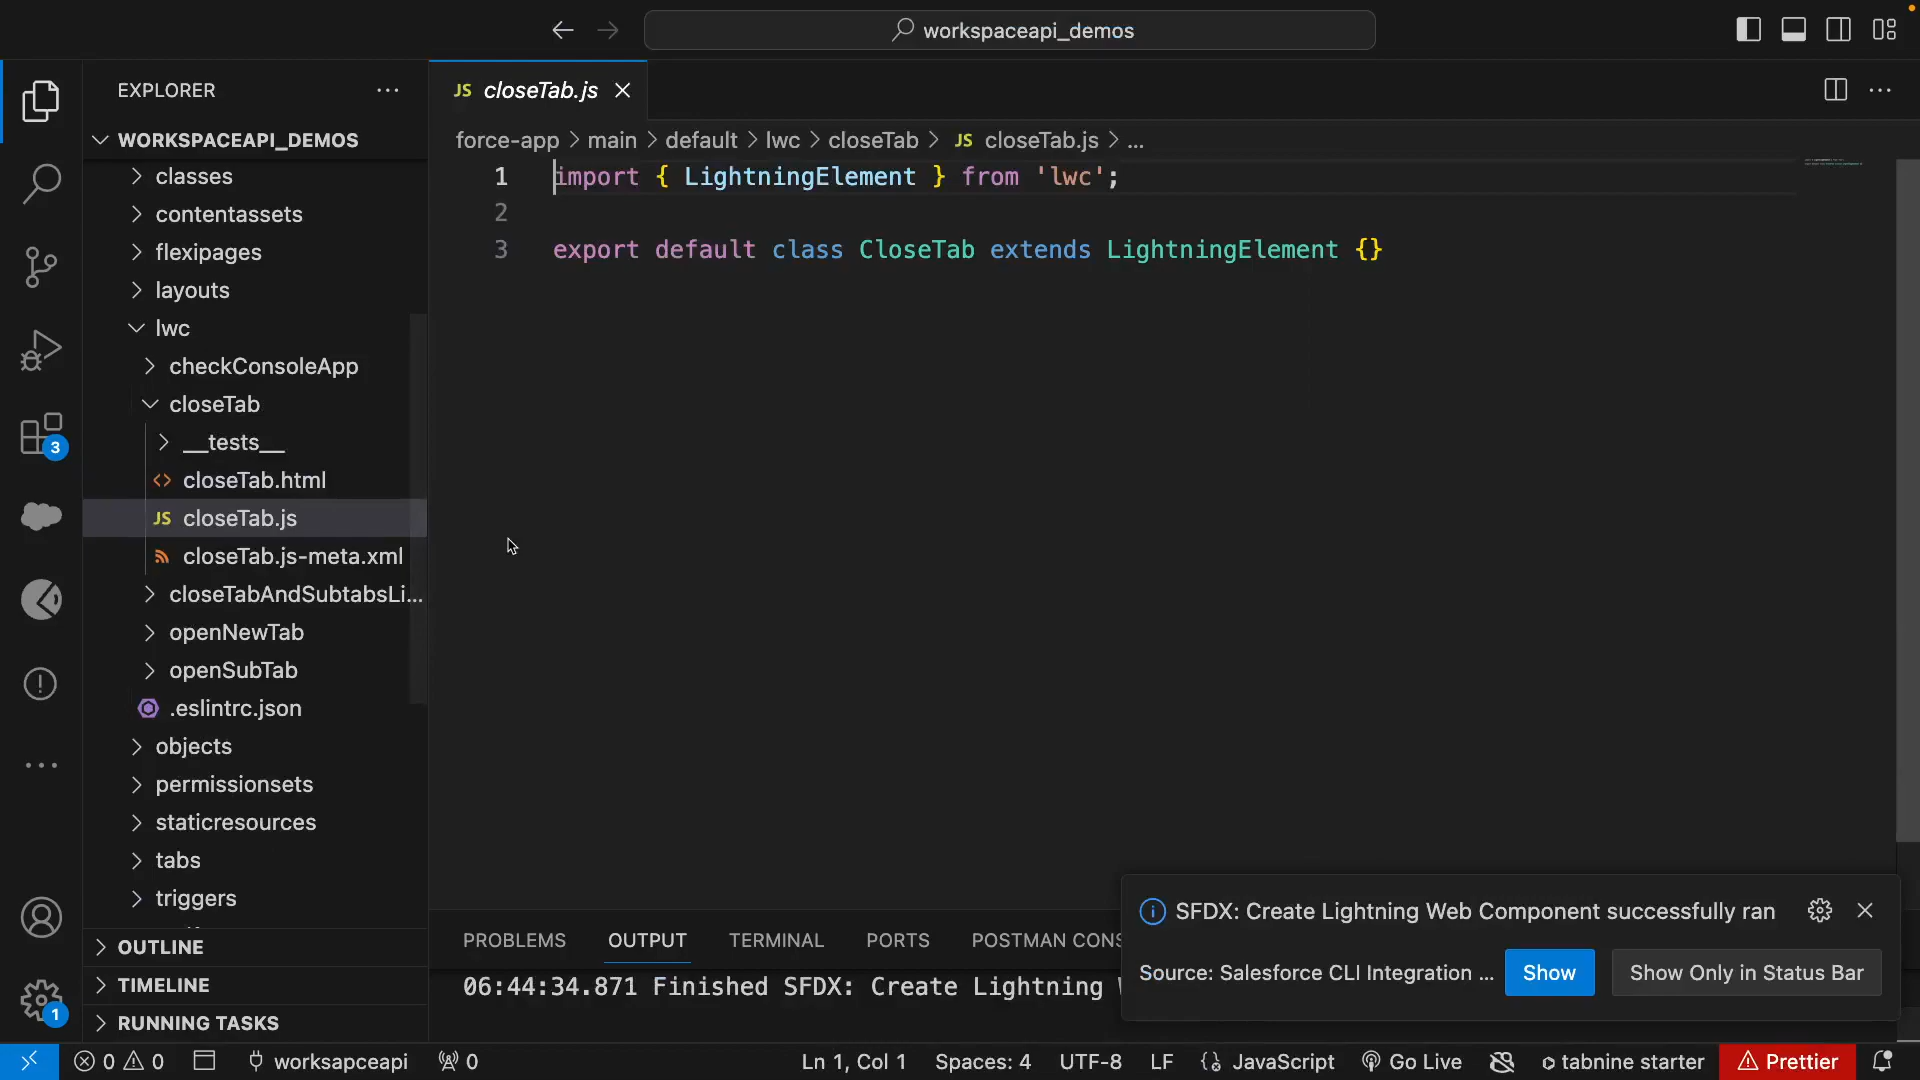 workspaceapi_demos
EXPLORER
JS closeTab.js
WORKSPACEAPI_DEMOS
force-app > main > default > lwc > closeTab > JS closeTab.js > ...
classes
contentassets
flexipages
layouts
lwc
checkConsoleApp
closeTab
__tests__
closeTab.html
JS closeTab.js
closeTab.js-meta.xml
closeTabAndSubtabsLi...
openNewTab
openSubTab
.eslintrc.json
objects
permissionsets
staticresources
tabs
triggers
OUTLINE
TIMELINE
RUNNING TASKS
3
1
1 import { LightningElement } from 'lwc';
2
3 export default class CloseTab extends LightningElement {}
PROBLEMS OUTPUT TERMINAL PORTS POSTMAN CONS
06:44:34.871 Finished SFDX: Create Lightning
SFDX: Create Lightning Web Component successfully ran
Source: Salesforce CLI Integration ... Show Show Only in Status Bar
0 0 worksapceapi 0 Ln 1, Col 1 Spaces: 4 UTF-8 LF JavaScript Go Live tabnine starter Prettier